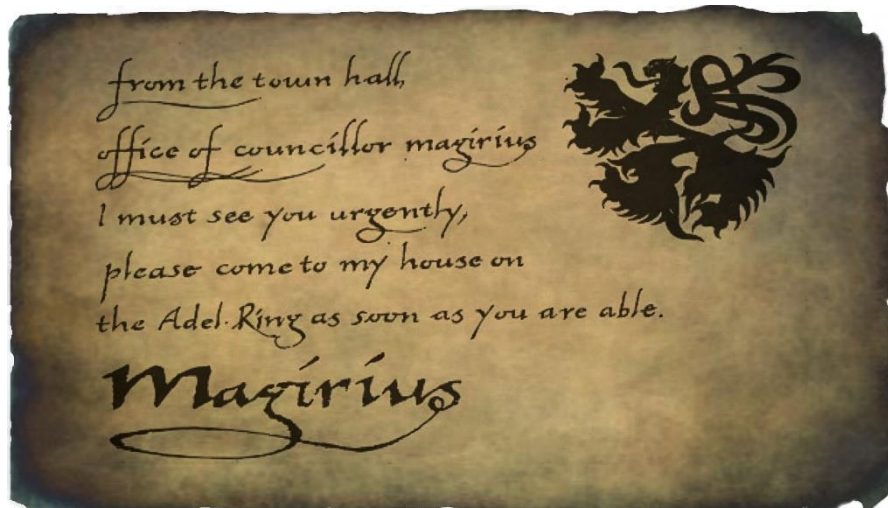 from the town hall,
office of councillor magirius
I must see you urgently,
please come to my house on
the Adel Ring as soon as you are able.
Magirius